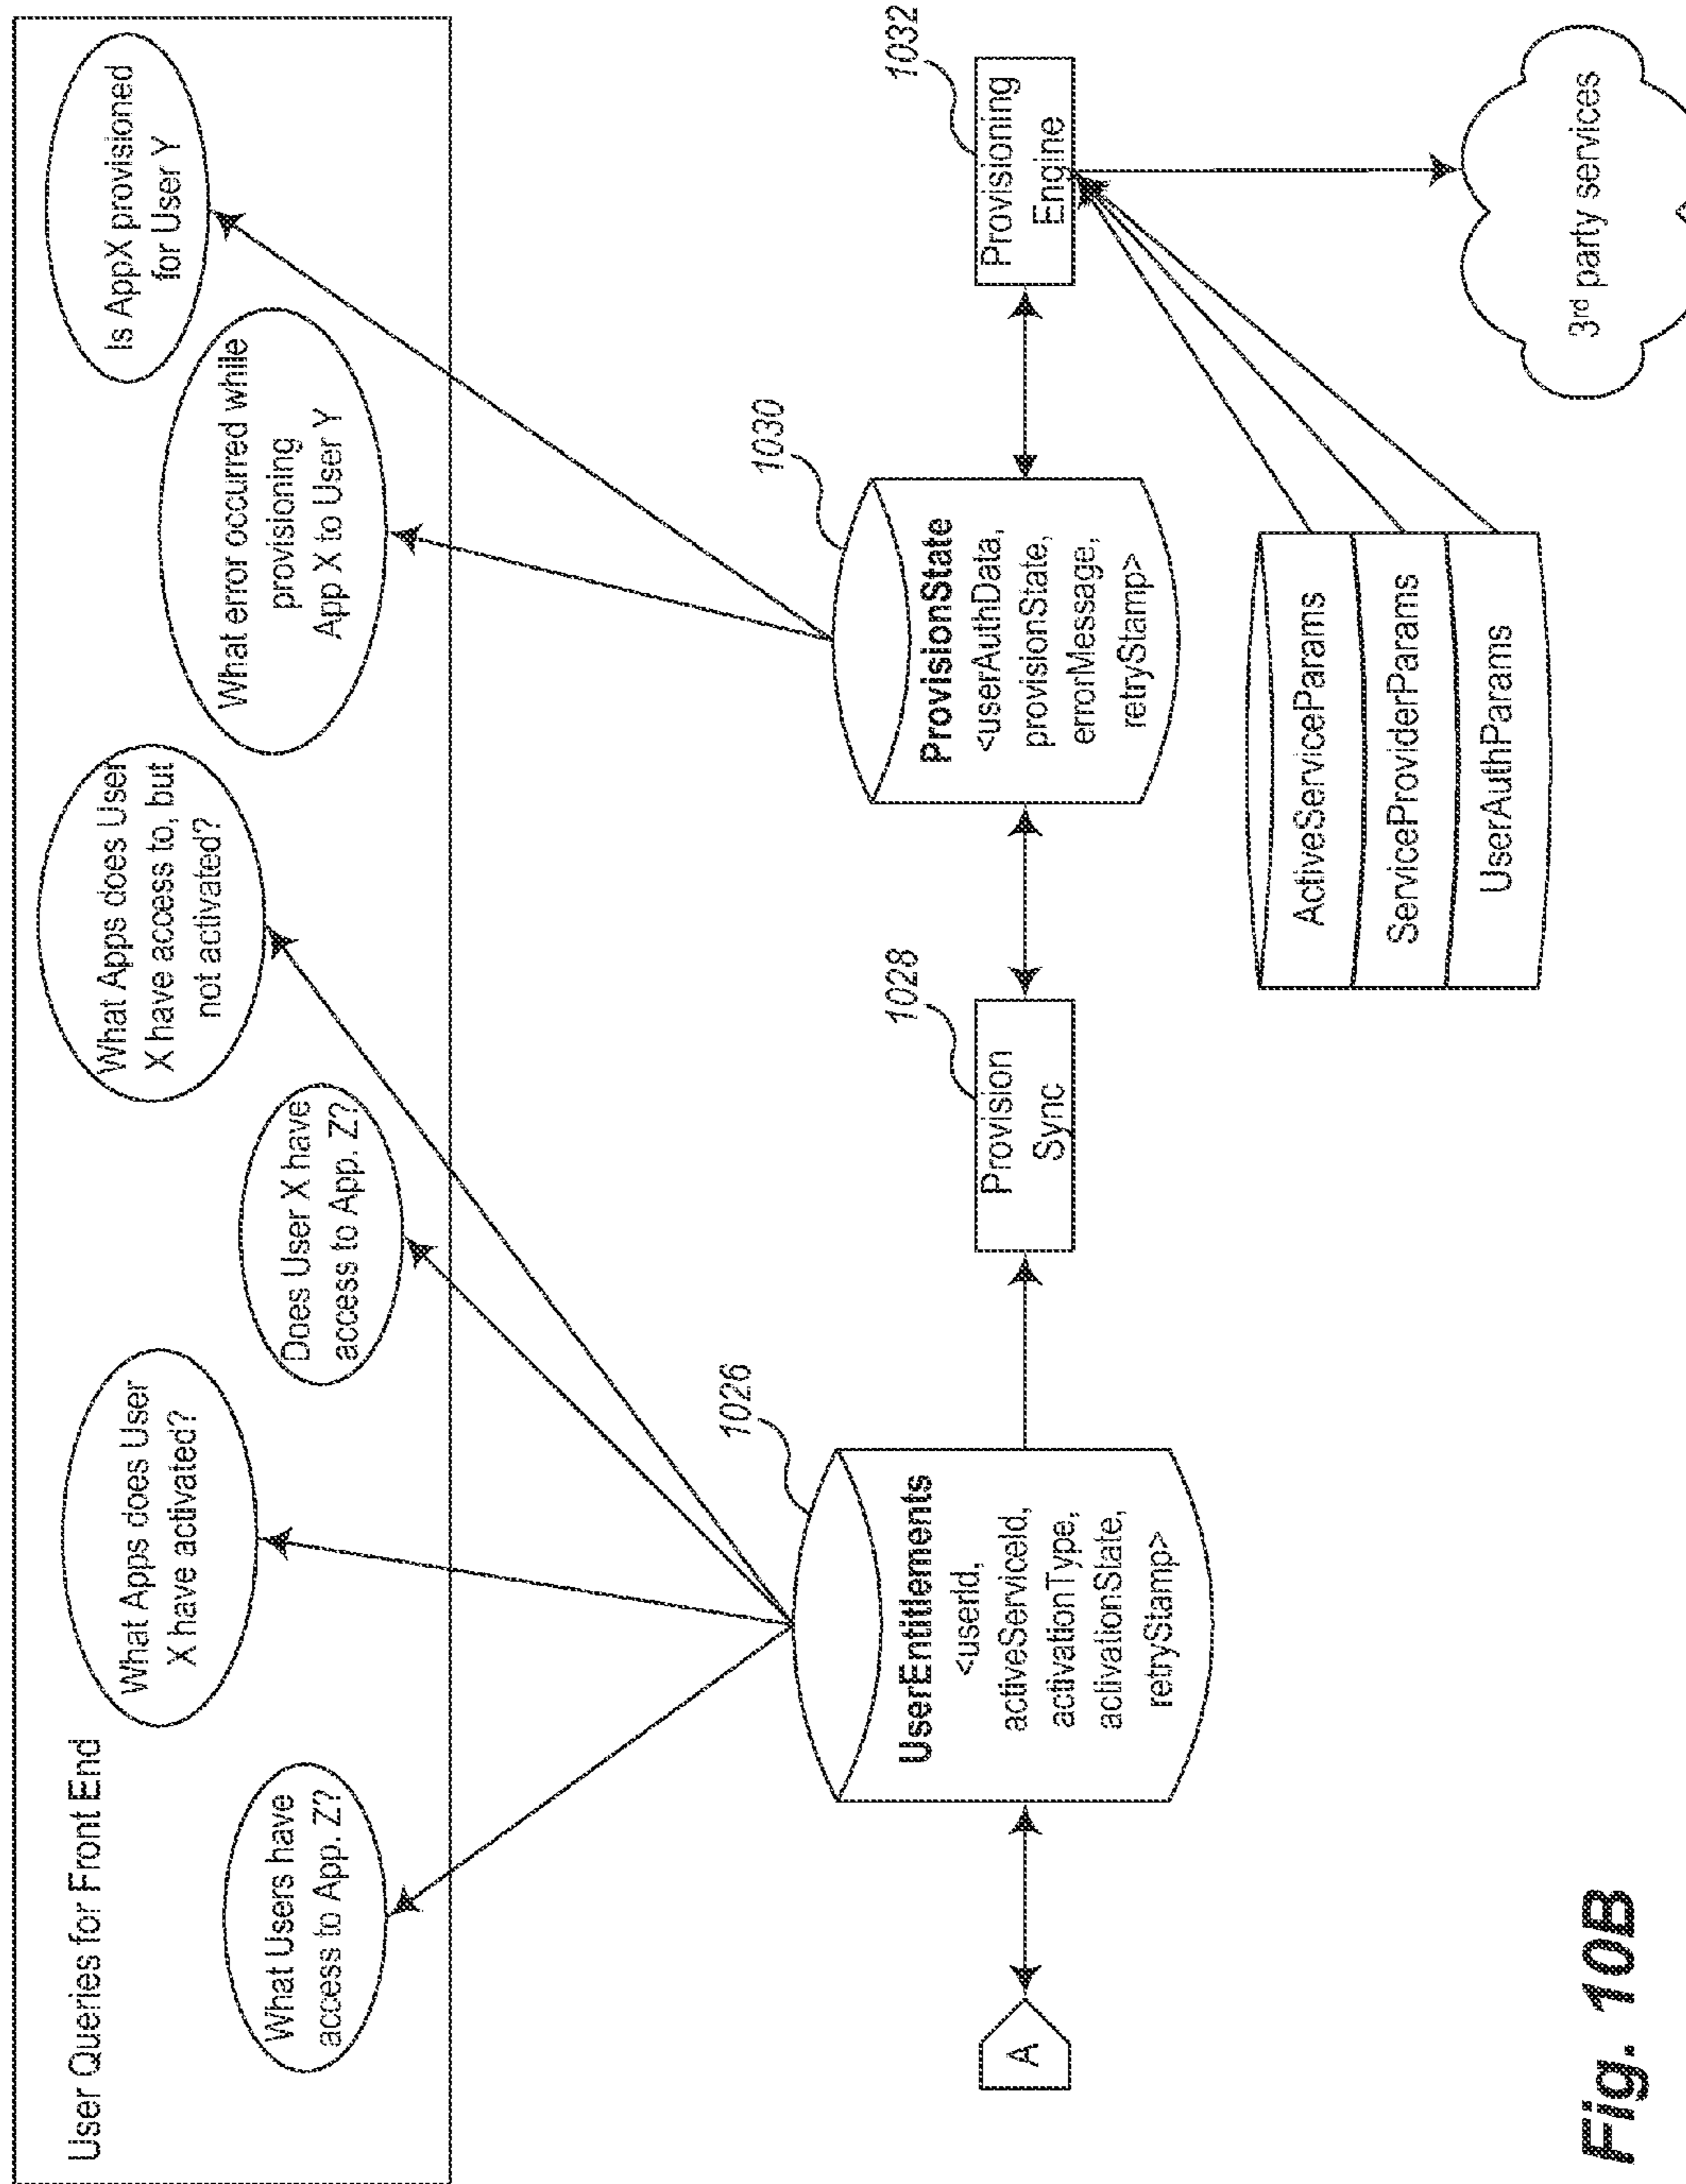 User Queries for Front End
What Users have
access to App. Z?
What Apps does User
X have activated?
Does User X have
access to App. Z?
What Apps does User
X have access to, but
not activated?
What error occurred while
provisioning
App X to User Y
Is AppX provisioned
for User Y
A
1026
UserEntitlements
<userId,
activeServiceId,
activationType,
activationState,
retryStamp>
1028
Provision
Sync
1030
ProvisionState
<userAuthData,
provisionState,
errorMessage,
retryStamp>
1032
Provisioning
Engine
ActiveServiceParams
ServiceProviderParams
UserAuthParams
3rd party services
Fig. 10B